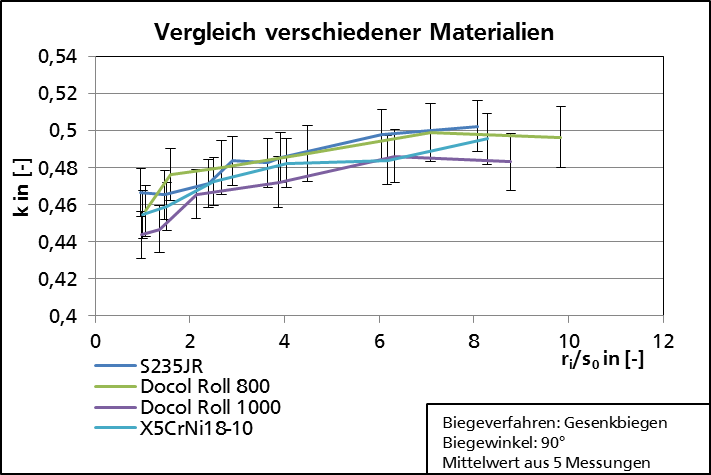 Vergleich verschiedener Materialien
k in [-]
0,54
0,52
0,5
0,48
0,46
0,44
0,42
0,4
0 2 4 6 8 10 12
rᵢ/s₀ in [-]
S235JR
Docol Roll 800
Docol Roll 1000
X5CrNi18-10
Biegeverfahren: Gesenkbiegen
Biegewinkel: 90°
Mittelwert aus 5 Messungen